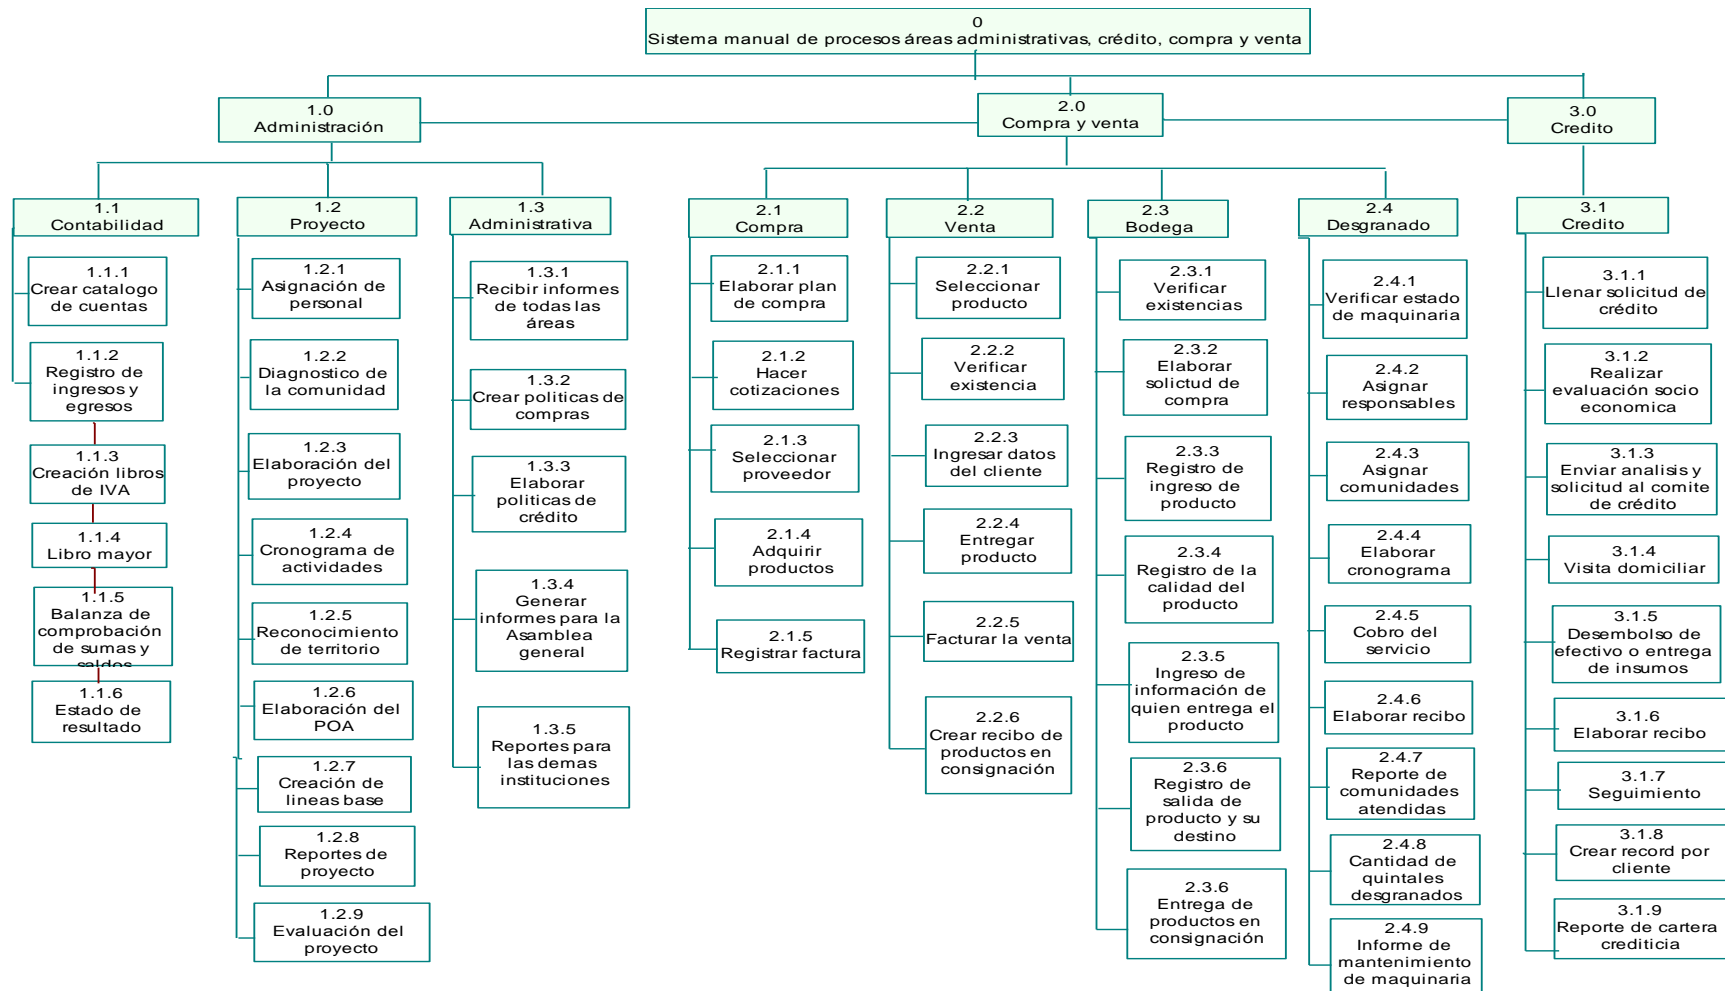 0
Sistema manual de procesos áreas administrativas, crédito, compra y venta
1.0
Administración
2.0
Compra y venta
3.0
Credito
1.1
Contabilidad
1.2
Proyecto
1.3
Administrativa
2.1
Compra
2.2
Venta
2.3
Bodega
2.4
Desgranado
3.1
Credito
1.1.1
Crear catalogo
de cuentas
1.1.2
Registro de
ingresos y
egresos
1.1.3
Creación libros
de IVA
1.1.4
Libro mayor
1.1.5
Balanza de
comprobación
de sumas y
saldos
1.1.6
Estado de
resultado
1.2.1
Asignación de
personal
1.2.2
Diagnostico de
la comunidad
1.2.3
Elaboración del
proyecto
1.2.4
Cronograma de
actividades
1.2.5
Reconocimiento
de territorio
1.2.6
Elaboración del
POA
1.2.7
Creación de
lineas base
1.2.8
Reportes de
proyecto
1.2.9
Evaluación del
proyecto
1.3.1
Recibir informes
de todas las
áreas
1.3.2
Crear politicas de
compras
1.3.3
Elaborar
politicas de
crédito
1.3.4
Generar
informes para la
Asamblea
general
1.3.5
Reportes para
las demas
instituciones
2.1.1
Elaborar plan
de compra
2.1.2
Hacer
cotizaciones
2.1.3
Seleccionar
proveedor
2.1.4
Adquirir
productos
2.1.5
Registrar factura
2.2.1
Seleccionar
producto
2.2.2
Verificar
existencia
2.2.3
Ingresar datos
del cliente
2.2.4
Entregar
producto
2.2.5
Facturar la venta
2.2.6
Crear recibo de
productos en
consignación
2.3.1
Verificar
existencias
2.3.2
Elaborar
solictud de
compra
2.3.3
Registro de
ingreso de
producto
2.3.4
Registro de la
calidad del
producto
2.3.5
Ingreso de
información de
quien entrega el
producto
2.3.6
Registro de
salida de
producto y su
destino
2.3.6
Entrega de
productos en
consignación
2.4.1
Verificar estado
de maquinaria
2.4.2
Asignar
responsables
2.4.3
Asignar
comunidades
2.4.4
Elaborar
cronograma
2.4.5
Cobro del
servicio
2.4.6
Elaborar recibo
2.4.7
Reporte de
comunidades
atendidas
2.4.8
Cantidad de
quintales
desgranados
2.4.9
Informe de
mantenimiento
de maquinaria
3.1.1
Llenar solicitud de
crédito
3.1.2
Realizar
evaluación socio
economica
3.1.3
Enviar analisis y
solicitud al comite
de crédito
3.1.4
Visita domiciliar
3.1.5
Desembolso de
efectivo o entrega
de insumos
3.1.6
Elaborar recibo
3.1.7
Seguimiento
3.1.8
Crear record por
cliente
3.1.9
Reporte de cartera
crediticia